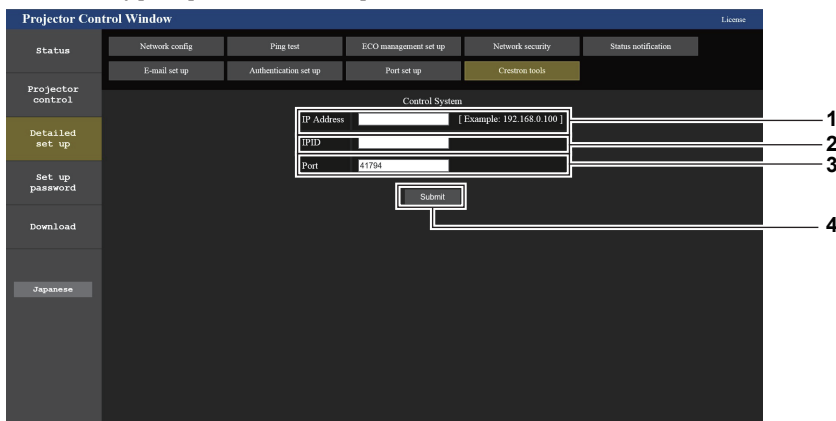 Projector Control Window
License
Status
Network config
Ping test
ECO management set up
Network security
Status notification
E-mail set up
Authentication set up
Port set up
Crestron tools
Projector
control
Detailed
set up
Set up
password
Download
Japanese
Control System
IP Address
[ Example: 192.168.0.100 ]
1
IPID
2
Port
41794
3
Submit
4